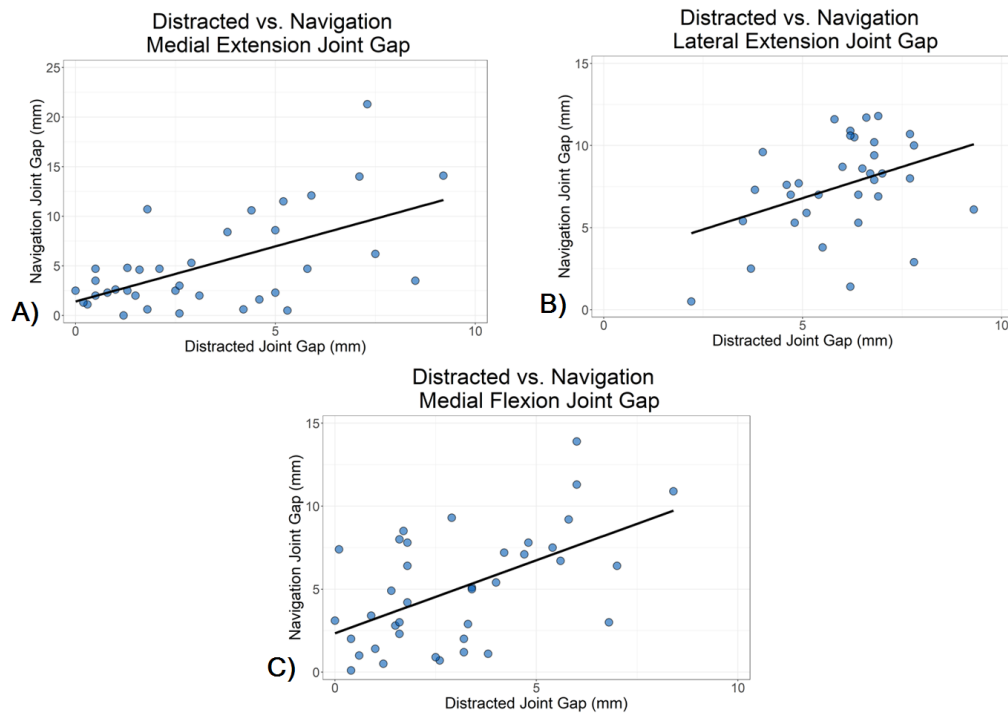 Distracted vs. Navigation
Medial Extension Joint Gap
25
20
15
10
5
0
Navigation Joint Gap (mm)
0
5
10
Distracted Joint Gap (mm)
A)
Distracted vs. Navigation
Lateral Extension Joint Gap
15
10
5
0
Navigation Joint Gap (mm)
0
5
10
Distracted Joint Gap (mm)
B)
Distracted vs. Navigation
Medial Flexion Joint Gap
15
10
5
0
Navigation Joint Gap (mm)
0
5
10
Distracted Joint Gap (mm)
C)